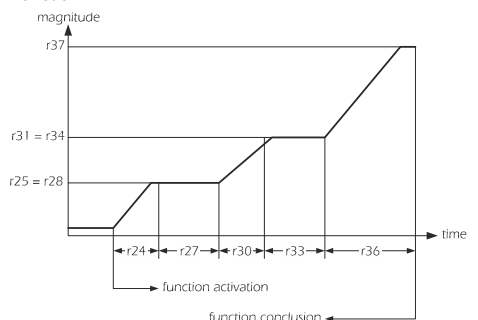 magnitude
r37
r31 = r34
r25 = r28
time
r24 r27 r30 r33 r36
function activation
function conclusion